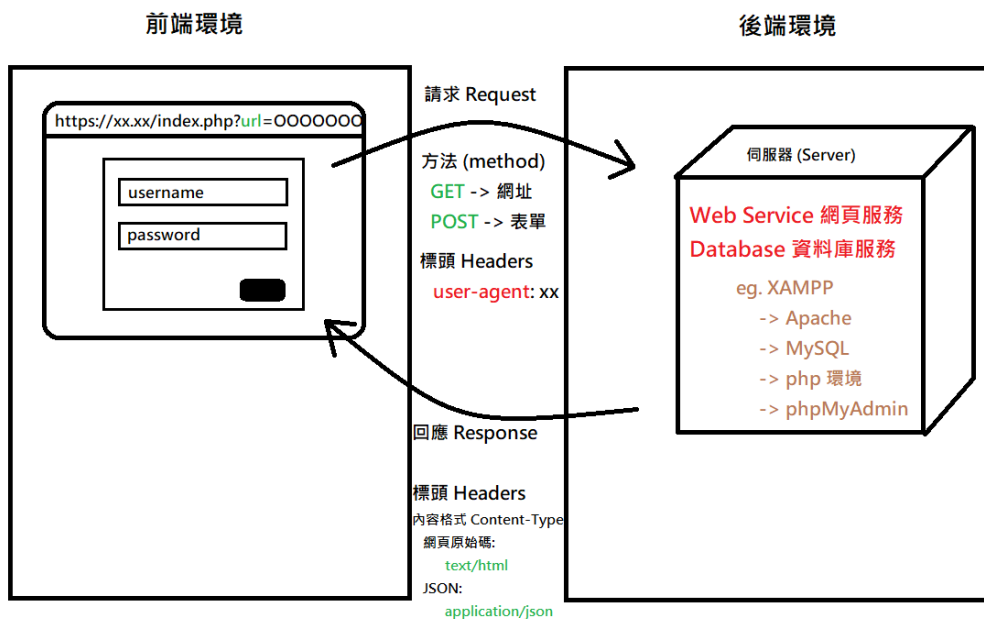 前端環境
https://xx.xx/index.php?url=OOOOOOO
username
password
請求 Request
方法 (method)
GET -> 網址
POST -> 表單
標頭 Headers
user-agent: xx
回應 Response
標頭 Headers
內容格式 Content-Type
網頁原始碼:
text/html
JSON:
application/json
後端環境
伺服器 (Server)
Web Service 網頁服務
Database 資料庫服務
eg. XAMPP
-> Apache
-> MySQL
-> php 環境
-> phpMyAdmin